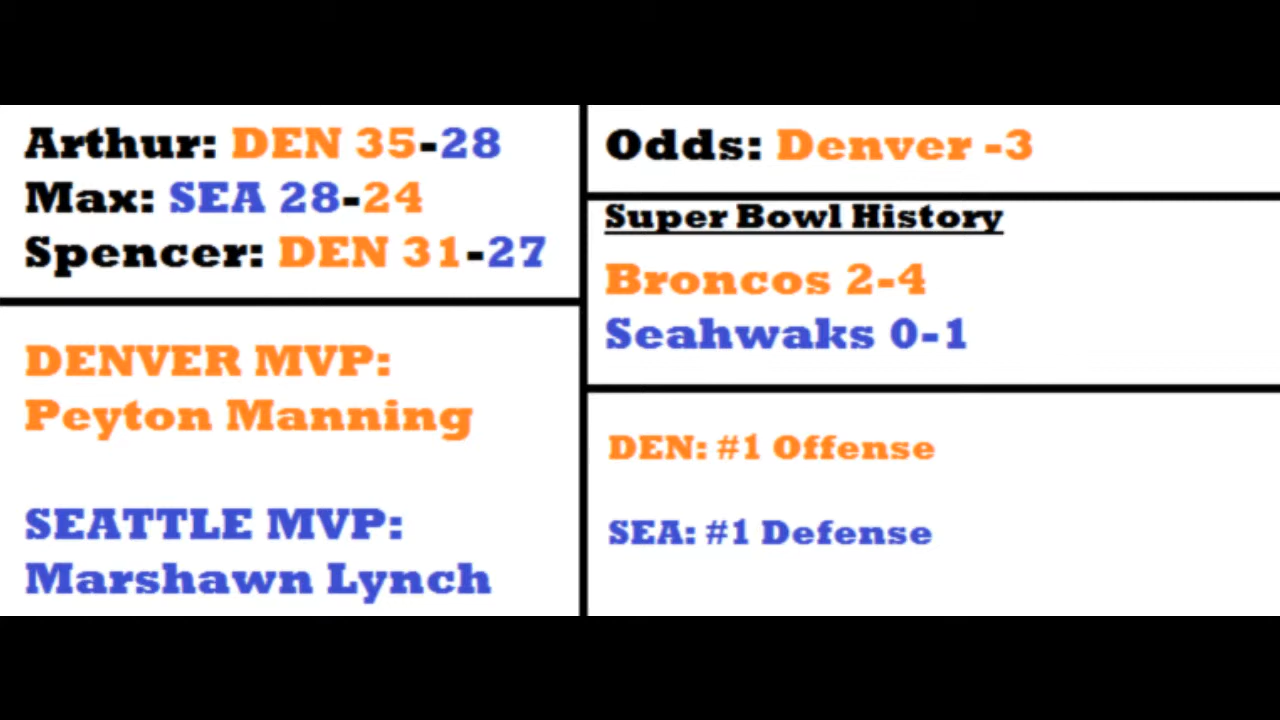 Arthur: DEN 35-28
Max: SEA 28-24
Spencer: DEN 31-27
DENVER MVP:
Peyton Manning
SEATTLE MVP:
Marshawn Lynch
Odds: Denver -3
Super Bowl History
Broncos 2-4
Seahwaks 0-1
DEN: #1 Offense
SEA: #1 Defense